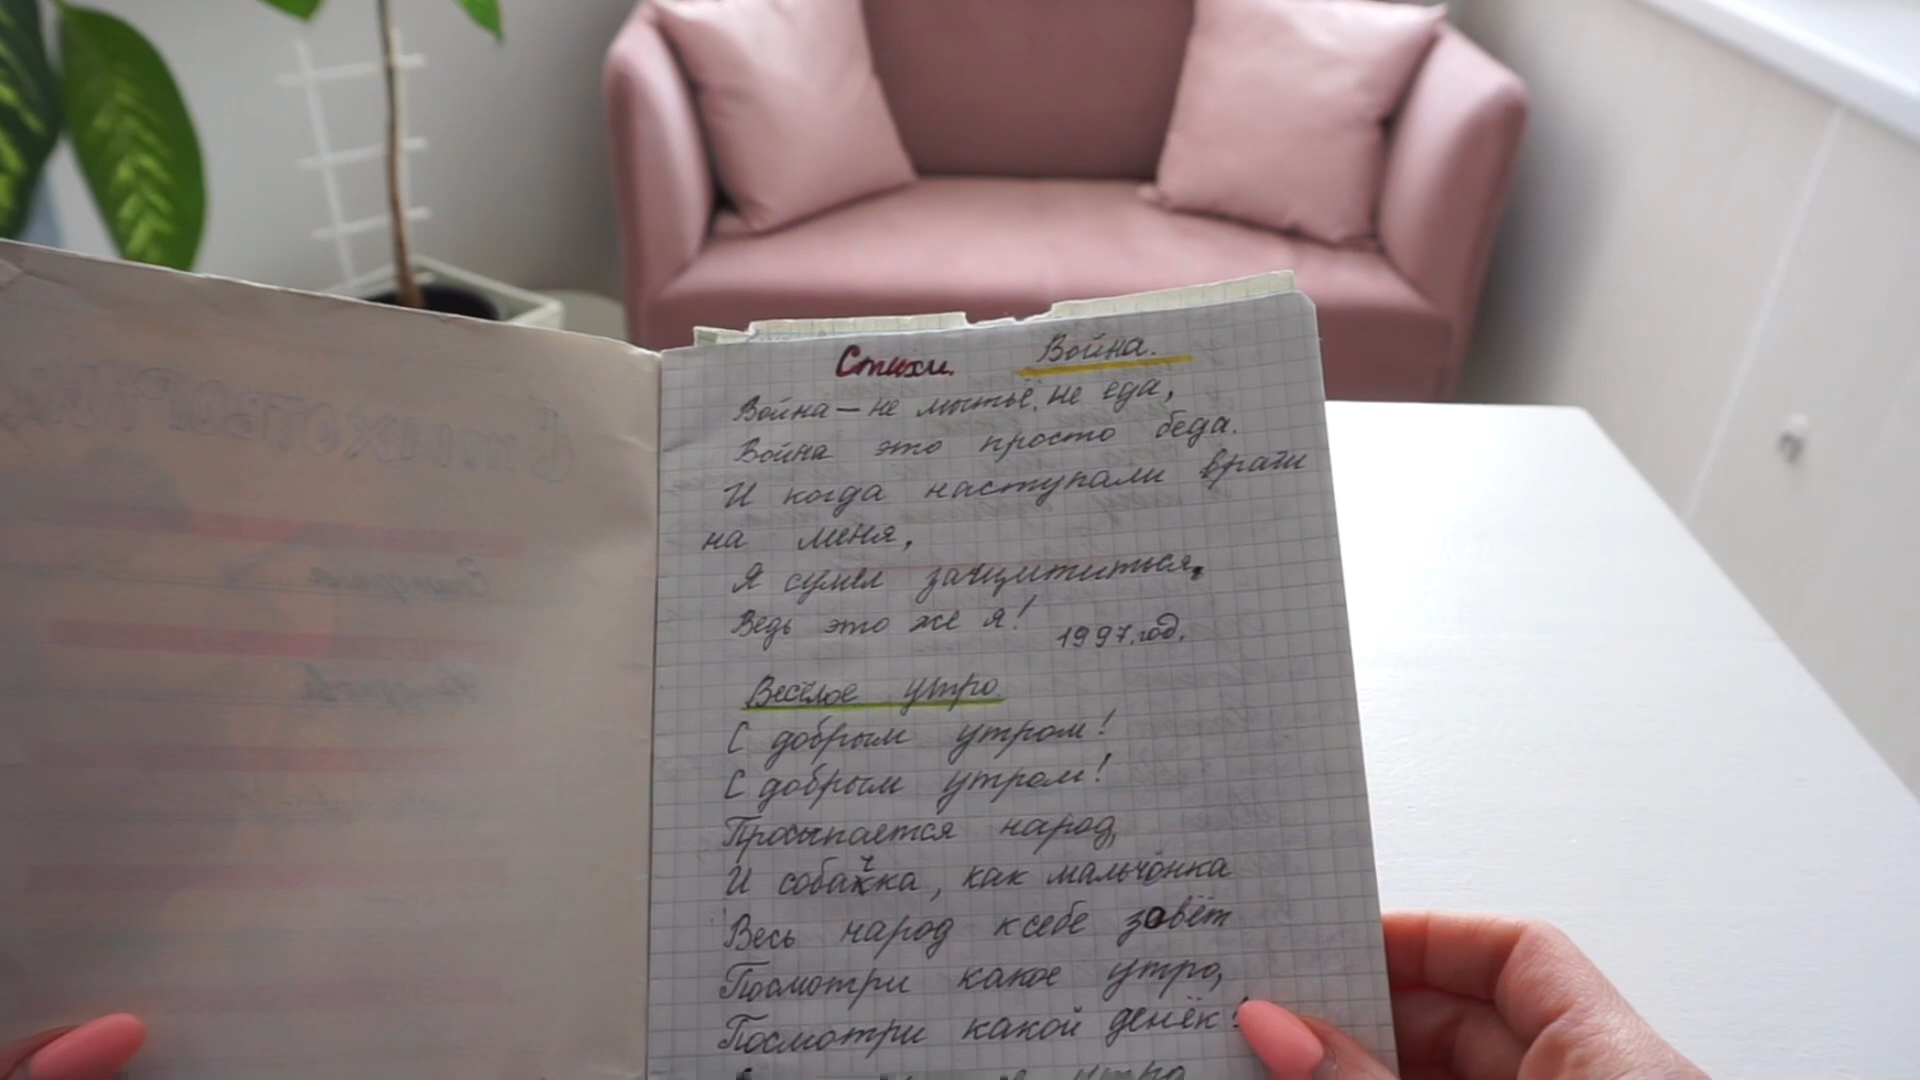 Стихи. Война.
Война — не мытьё, не еда,
Война это просто беда.
И когда наступали враги
на меня,
Я сумел защититься,
Ведь это же я!
1997.год.
Весёлое утро.
С добрым утром!
С добрым утром!
Просыпается народ,
И собачка, как мальчонка
Весь народ к себе зовёт
Посмотри какое утро,
Посмотри какой денёк!
утро